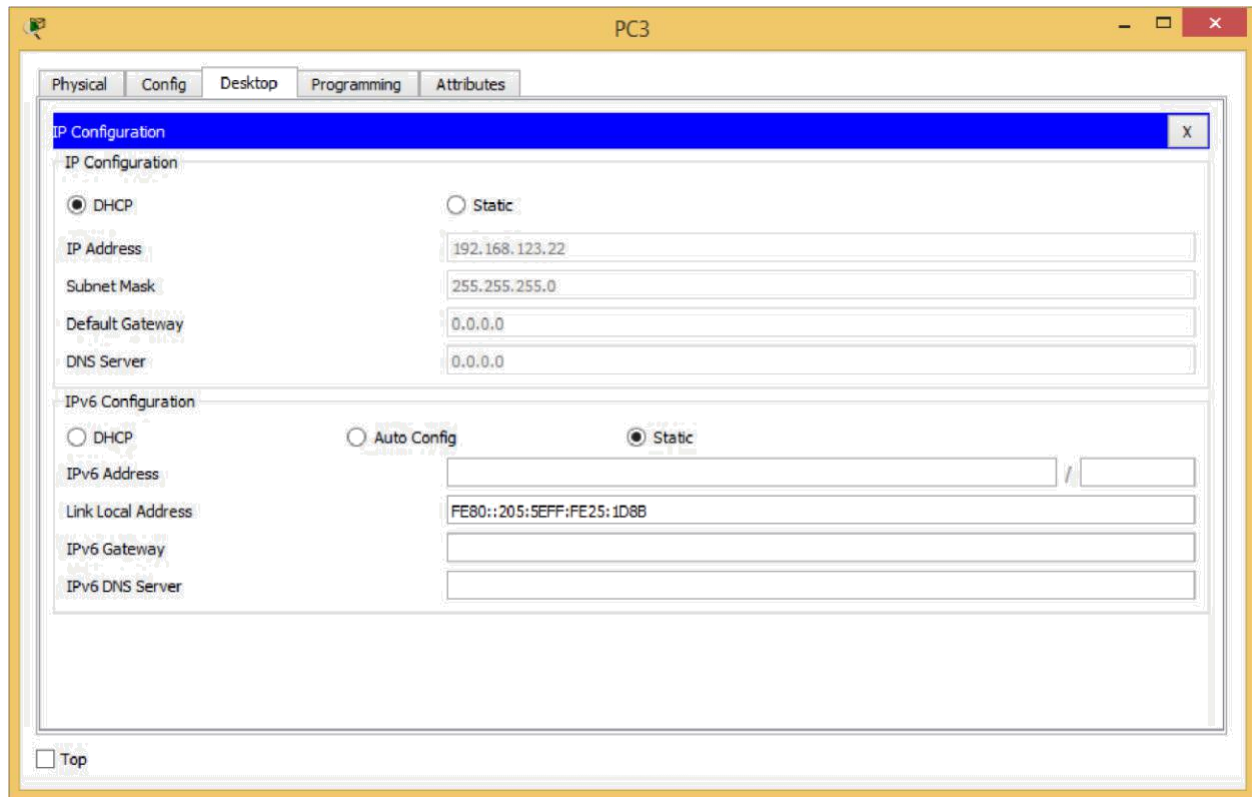 PC3
Physical Config Desktop Programming Attributes
IP Configuration X
IP Configuration
DHCP Static
IP Address 192.168.123.22
Subnet Mask 255.255.255.0
Default Gateway 0.0.0.0
DNS Server 0.0.0.0
IPv6 Configuration
DHCP Auto Config Static
IPv6 Address /
Link Local Address FE80::205:5EFF:FE25:1D8B
IPv6 Gateway
IPv6 DNS Server
Top